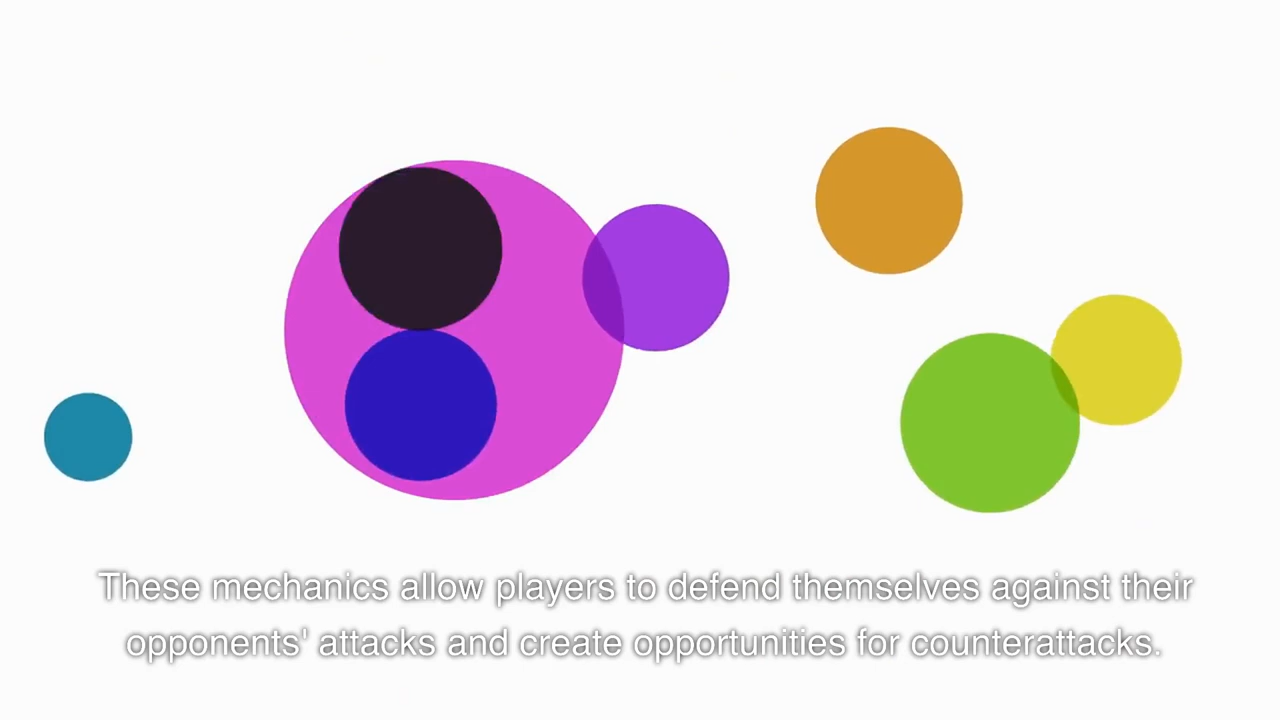 These mechanics allow players to defend themselves against their
opponents' attacks and create opportunities for counterattacks.